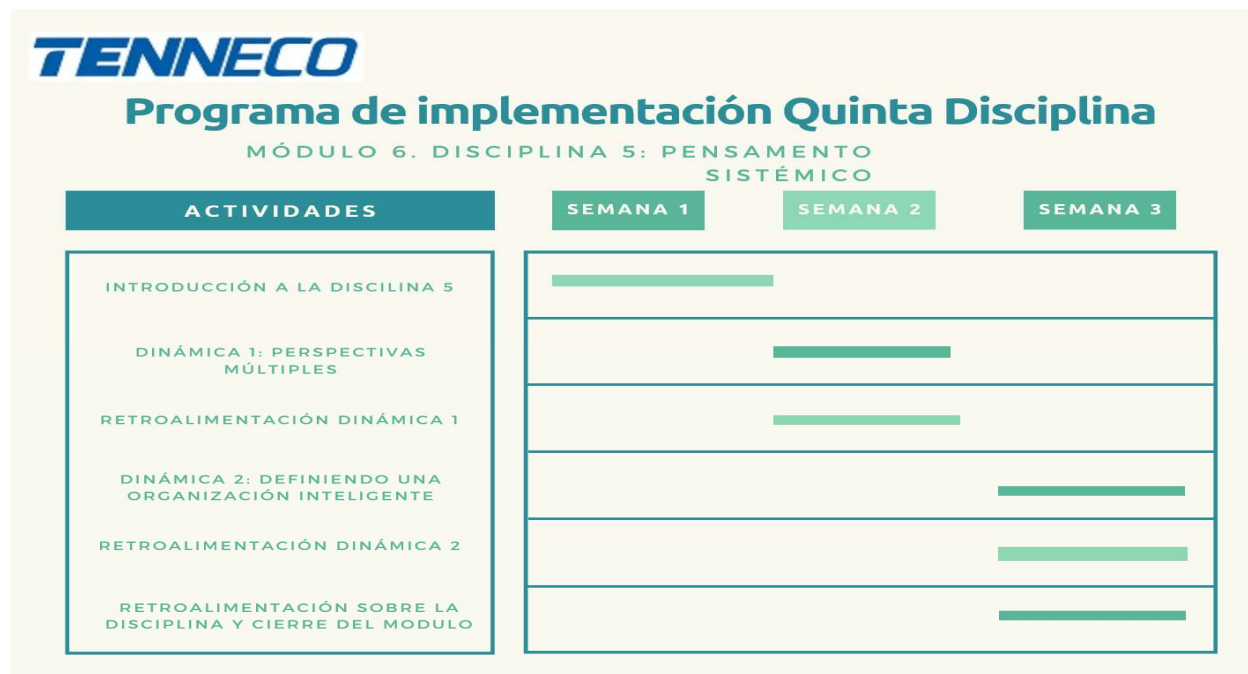 TENNECO
Programa de implementación Quinta Disciplina
MÓDULO 6. DISCIPLINA 5: PENSAMENTO
SISTÉMICO
ACTIVIDADES
SEMANA 1
SEMANA 2
SEMANA 3
INTRODUCCIÓN A LA DISCILINA 5
DINÁMICA 1: PERSPECTIVAS
MÚLTIPLES
RETROALIMENTACIÓN DINÁMICA 1
DINÁMICA 2: DEFINIENDO UNA
ORGANIZACIÓN INTELIGENTE
RETROALIMENTACIÓN DINÁMICA 2
RETROALIMENTACIÓN SOBRE LA
DISCIPLINA Y CIERRE DEL MODULO